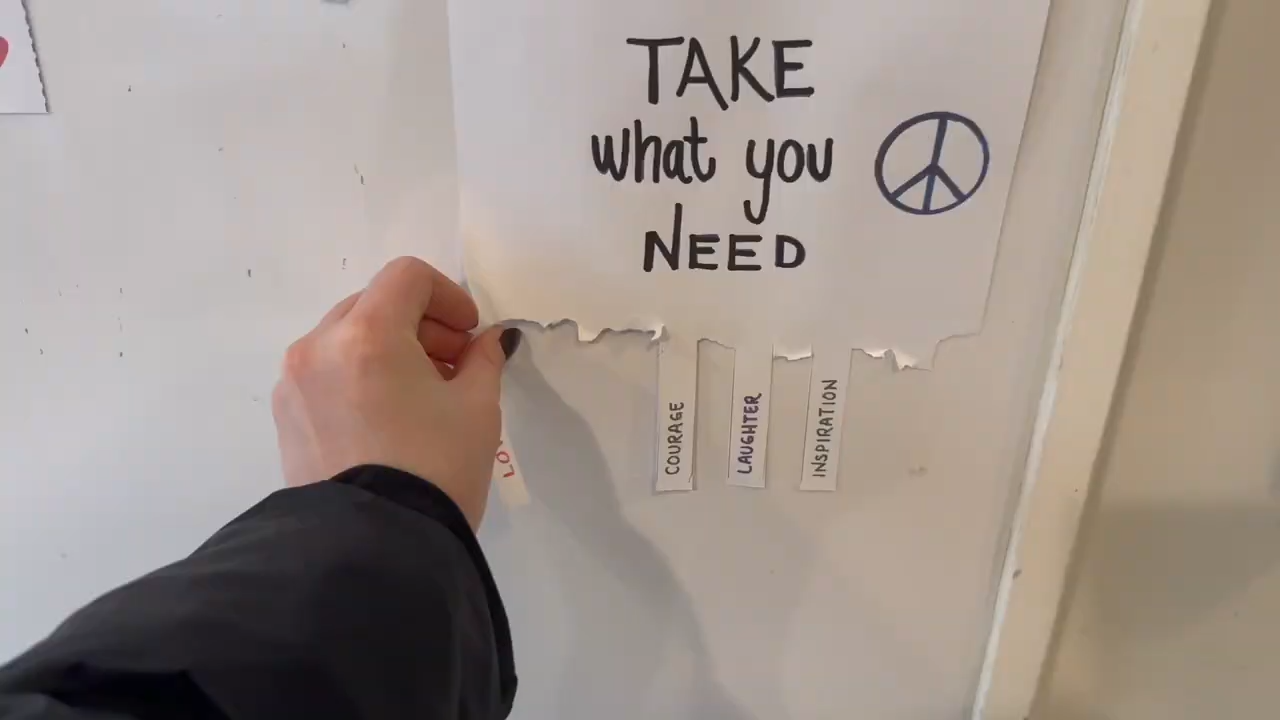 TAKE
what you
NEED
COURAGE
LAUGHTER
INSPIRATION